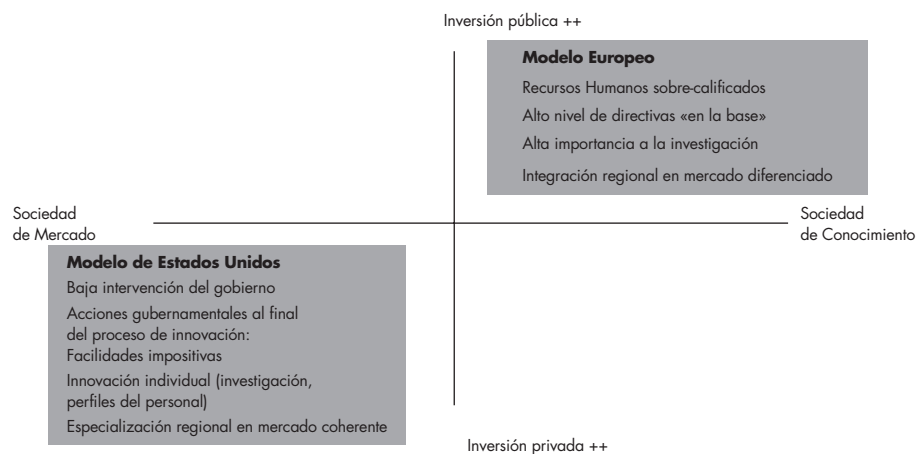 Inversión pública ++
Modelo Europeo
Recursos Humanos sobre-calificados
Alto nivel de directivas «en la base»
Alta importancia a la investigación
Integración regional en mercado diferenciado
Sociedad
de Mercado
Sociedad
de Conocimiento
Modelo de Estados Unidos
Baja intervención del gobierno
Acciones gubernamentales al final
del proceso de innovación:
Facilidades impositivas
Innovación individual (investigación,
perfiles del personal)
Especialización regional en mercado coherente
Inversión privada ++